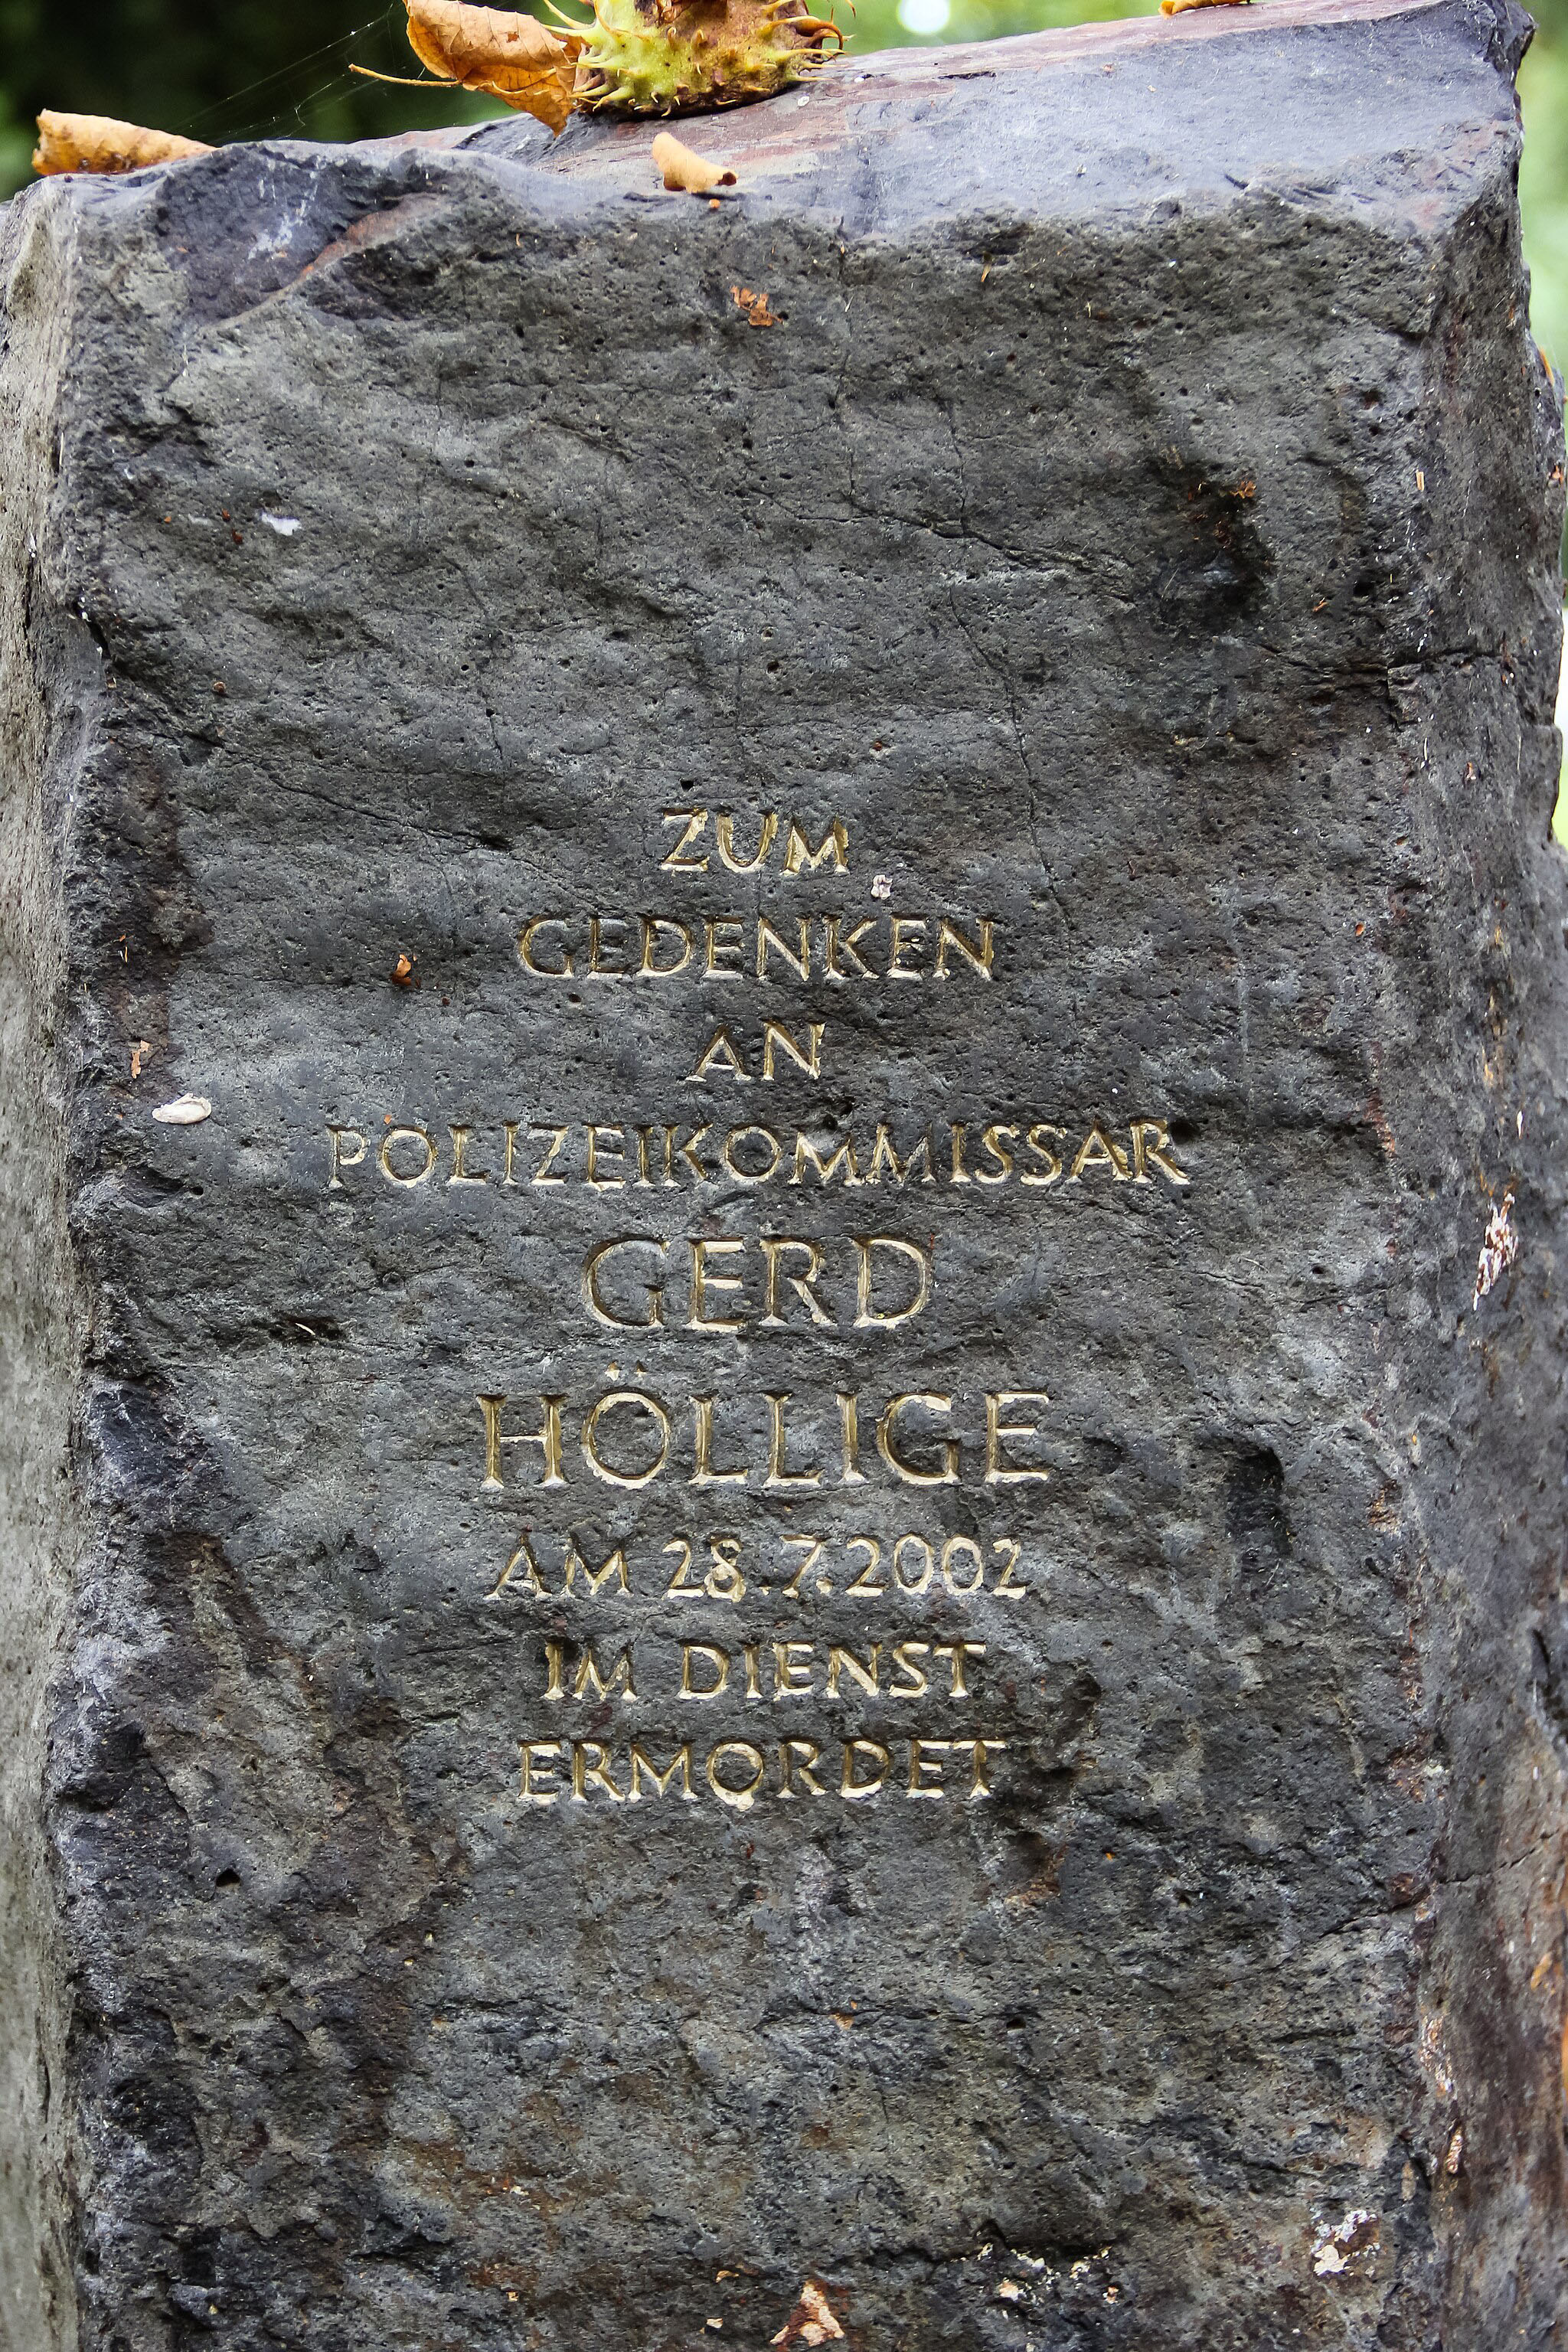 ZUM
GEDENKEN
AN
POLIZEIKOMMISSAR
GERD
HÖLLIGE
AM 28.7.2002
IM DIENST
ERMORDET